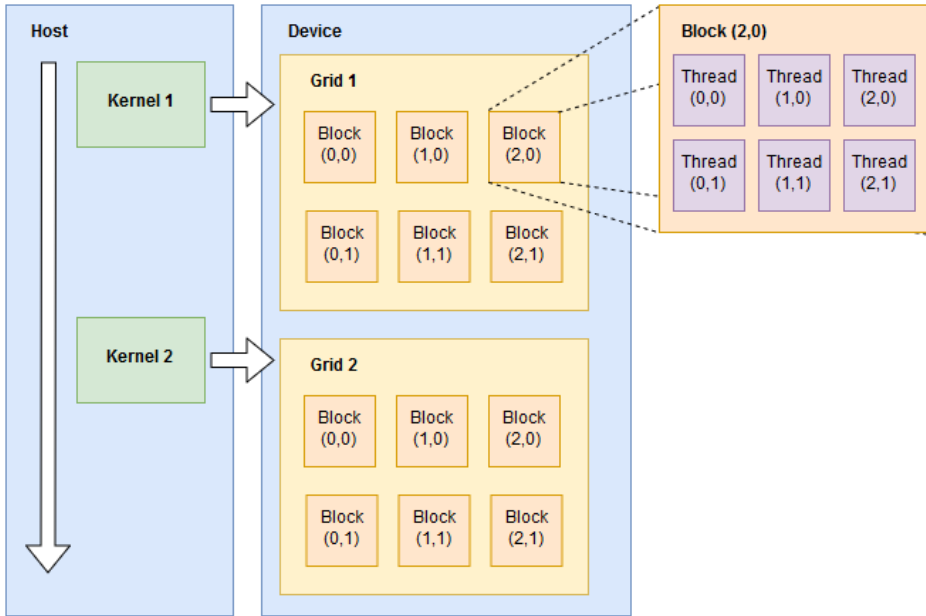 Host
Kernel 1
Kernel 2
Device
Grid 1
Block
(0,0)
Block
(1,0)
Block
(2,0)
Block
(0,1)
Block
(1,1)
Block
(2,1)
Grid 2
Block
(0,0)
Block
(1,0)
Block
(2,0)
Block
(0,1)
Block
(1,1)
Block
(2,1)
Block (2,0)
Thread
(0,0)
Thread
(1,0)
Thread
(2,0)
Thread
(0,1)
Thread
(1,1)
Thread
(2,1)